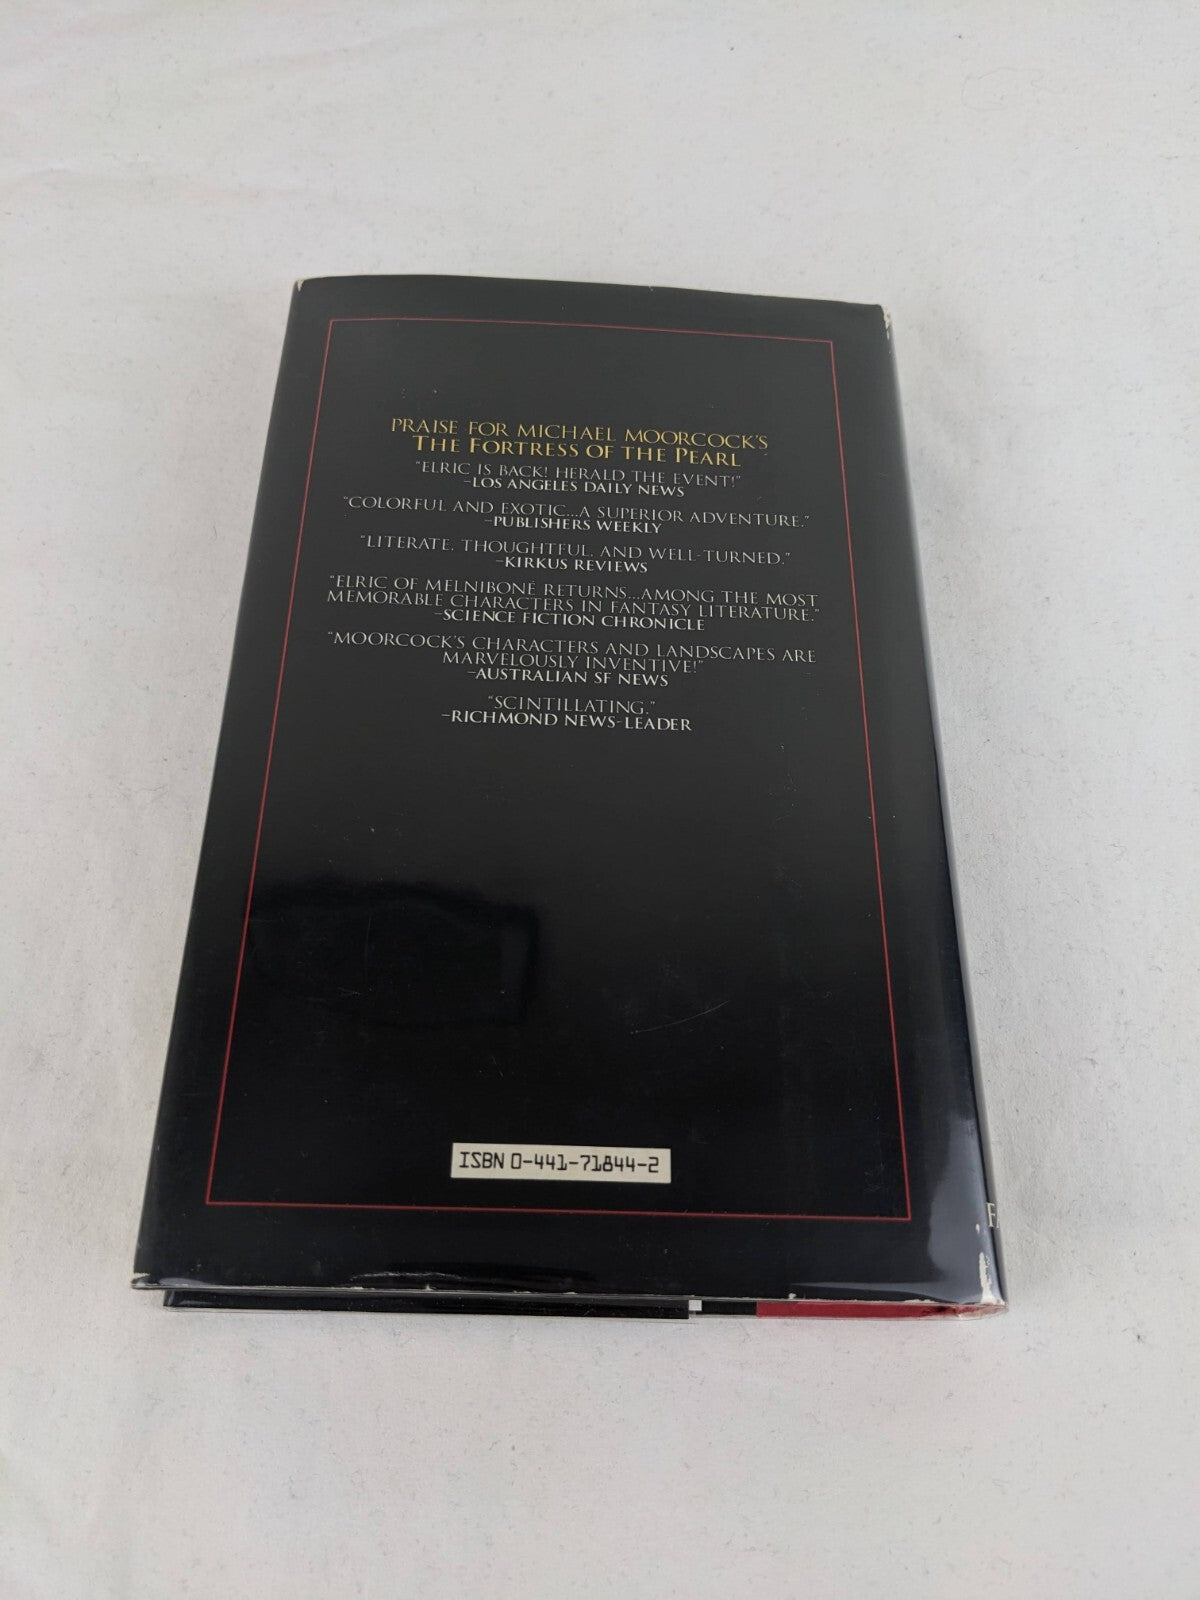 PRAISE FOR MICHAEL MOORCOCK'S
THE FORTRESS OF THE PEARL
"ELRIC IS BACK! HERALD THE EVENT!"
–LOS ANGELES DAILY NEWS
"COLORFUL AND EXOTIC...A SUPERIOR ADVENTURE."
–PUBLISHERS WEEKLY
"LITERATE, THOUGHTFUL, AND WELL-TURNED."
–KIRKUS REVIEWS
"ELRIC OF MELNIBONÉ RETURNS...AMONG THE MOST
MEMORABLE CHARACTERS IN FANTASY LITERATURE."
–SCIENCE FICTION CHRONICLE
"MOORCOCK'S CHARACTERS AND LANDSCAPES ARE
MARVELOUSLY INVENTIVE!"
–AUSTRALIAN SF NEWS
"SCINTILLATING."
–RICHMOND NEWS-LEADER
ISBN 0-441-71844-2